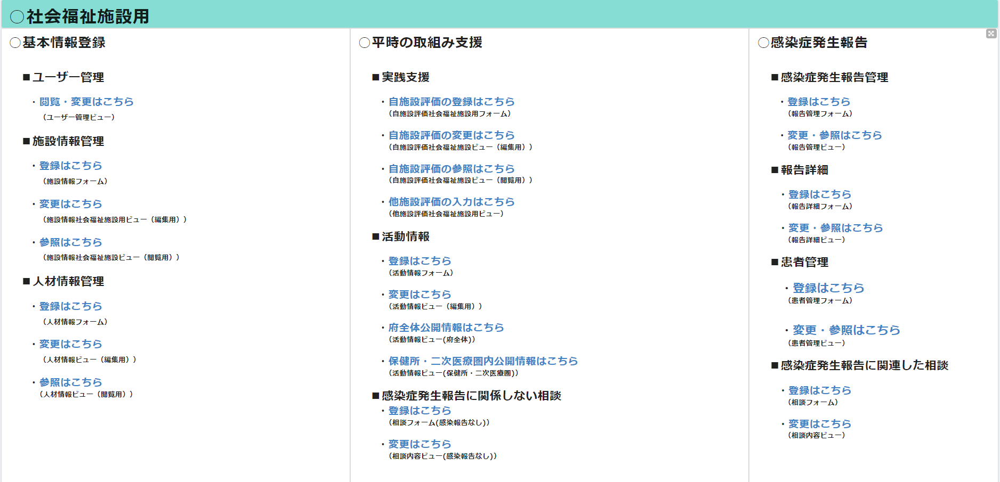 ○社会福祉施設用
○基本情報登録
■ユーザー管理
・閲覧・変更はこちら
（ユーザー管理ビュー）
■施設情報管理
・登録はこちら
（施設情報フォーム）
・変更はこちら
（施設情報社会福祉施設用ビュー（編集用））
・参照はこちら
（施設情報社会福祉施設ビュー（閲覧用））
■人材情報管理
・登録はこちら
（人材情報フォーム）
・変更はこちら
（人材情報ビュー（編集用））
・参照はこちら
（人材情報ビュー（閲覧用））
○平時の取組み支援
■実践支援
・自施設評価の登録はこちら
（自施設評価社会福祉施設用フォーム）
・自施設評価の変更はこちら
（自施設評価社会福祉施設ビュー（編集用））
・自施設評価の参照はこちら
（自施設評価社会福祉施設ビュー（閲覧用））
・他施設評価の入力はこちら
（他施設評価社会福祉施設用ビュー）
■活動情報
・登録はこちら
（活動情報フォーム）
・変更はこちら
（活動情報ビュー（編集用））
・府全体公開情報はこちら
（活動情報ビュー(府全体)）
・保健所・二次医療圏内公開情報はこちら
（活動情報ビュー(保健所・二次医療圏)）
■感染症発生報告に関係しない相談
・登録はこちら
（相談フォーム(感染報告なし)）
・変更はこちら
（相談内容ビュー(感染報告なし)）
○感染症発生報告
■感染症発生報告管理
・登録はこちら
（報告管理フォーム）
・変更・参照はこちら
（報告管理ビュー）
■報告詳細
・登録はこちら
（報告詳細フォーム）
・変更・参照はこちら
（報告詳細ビュー）
■患者管理
・登録はこちら
（患者管理フォーム）
・変更・参照はこちら
（患者管理ビュー）
■感染症発生報告に関連した相談
・登録はこちら
（相談フォーム）
・変更はこちら
（相談内容ビュー）